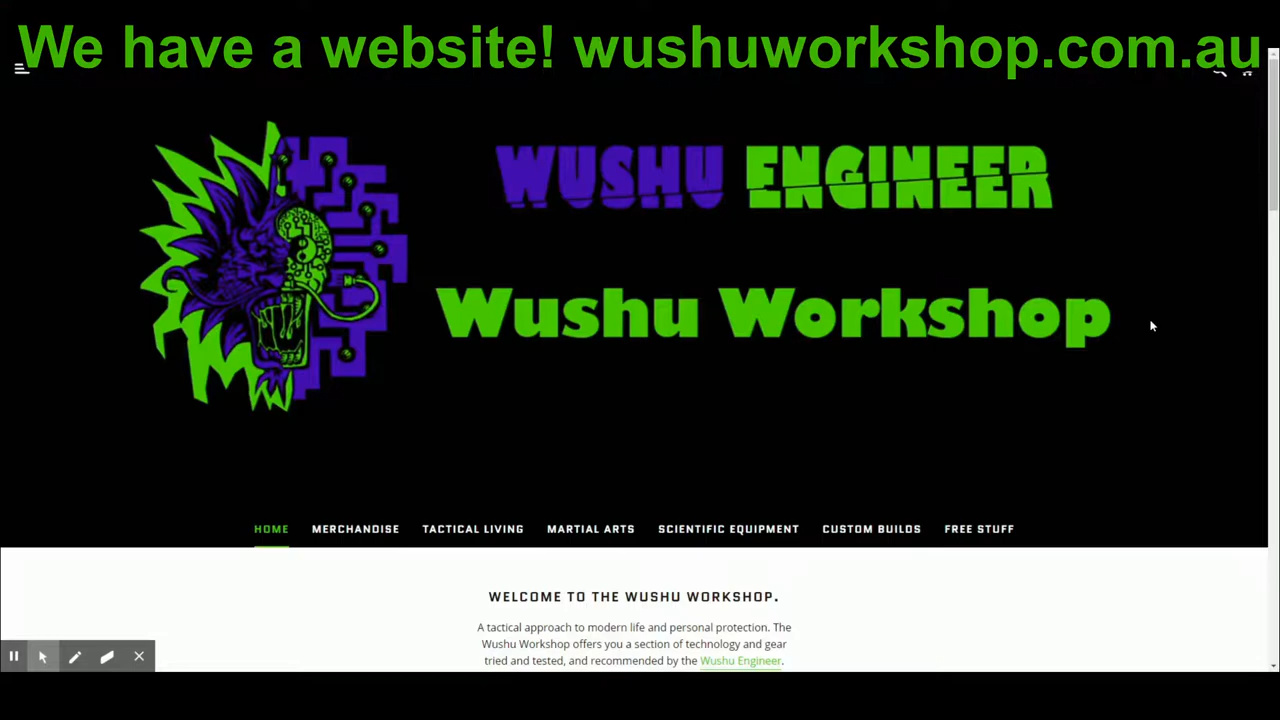 We have a website! wushuworkshop.com.au
WUSHU ENGINEER
Wushu Workshop
HOME MERCHANDISE TACTICAL LIVING MARTIAL ARTS SCIENTIFIC EQUIPMENT CUSTOM BUILDS FREE STUFF
WELCOME TO THE WUSHU WORKSHOP.
A tactical approach to modern life and personal protection. The
Wushu Workshop offers you a section of technology and gear
tried and tested, and recommended by the Wushu Engineer.